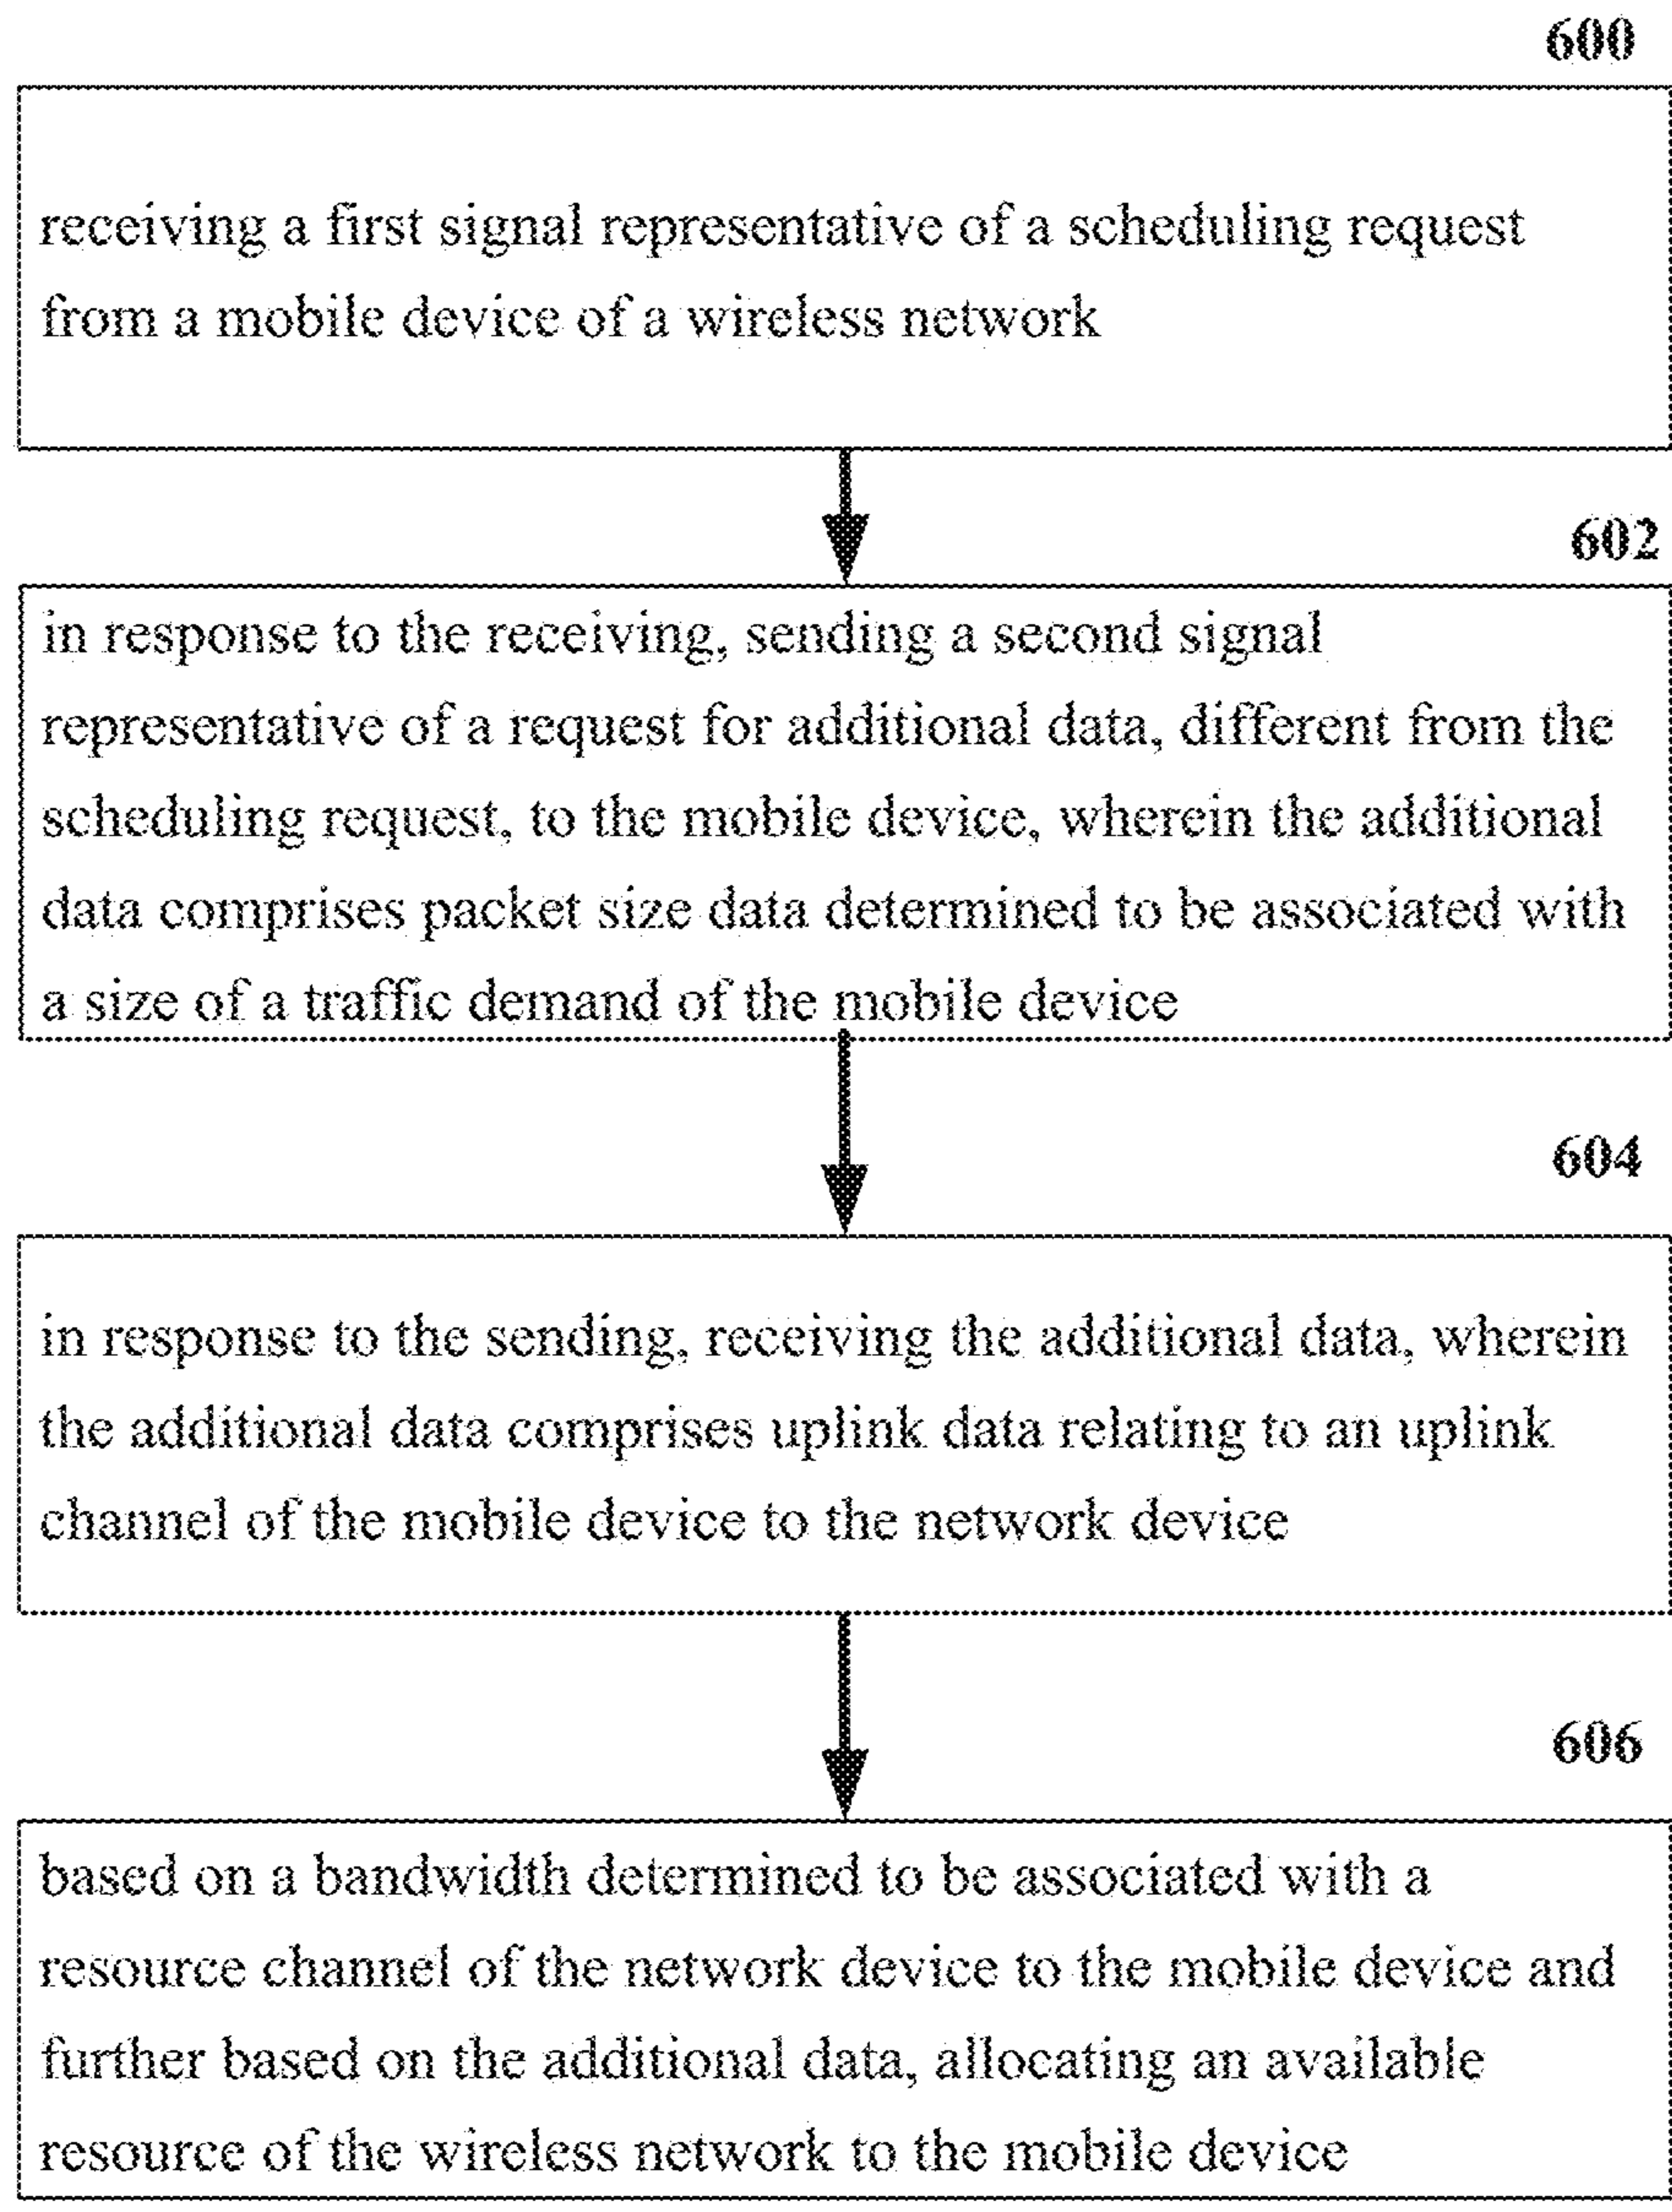 600
receiving a first signal representative of a scheduling request
from a mobile device of a wireless network
602
in response to the receiving, sending a second signal
representative of a request for additional data, different from the
scheduling request, to the mobile device, wherein the additional
data comprises packet size data determined to be associated with
a size of a traffic demand of the mobile device
604
in response to the sending, receiving the additional data, wherein
the additional data comprises uplink data relating to an uplink
channel of the mobile device to the network device
606
based on a bandwidth determined to be associated with a
resource channel of the network device to the mobile device and
further based on the additional data, allocating an available
resource of the wireless network to the mobile device